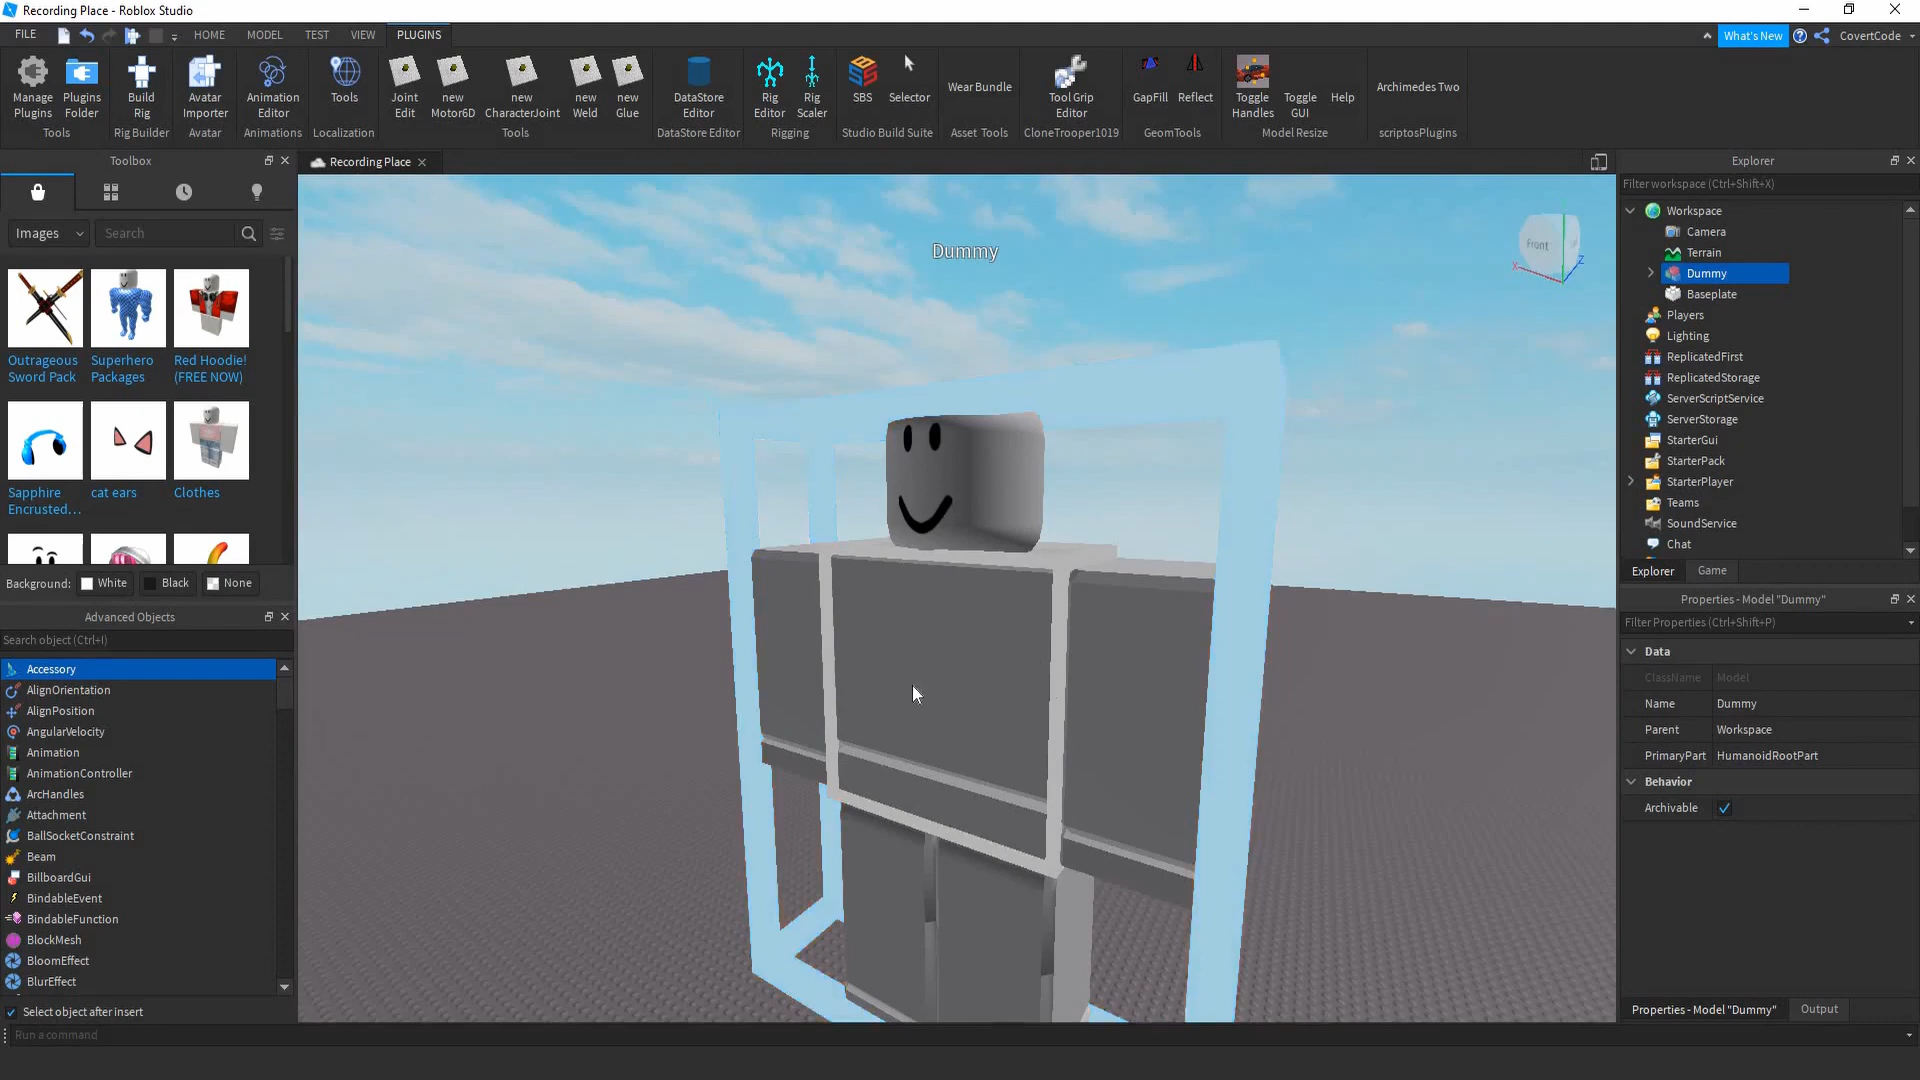 Recording Place - Roblox Studio
FILE
HOME
MODEL
TEST
VIEW
PLUGINS
What's New
CovertCode
Manage
Plugins
Plugins
Folder
Build
Rig
Avatar
Importer
Animation
Editor
Tools
Joint
Edit
new
Motor6D
new
CharacterJoint
new
Weld
new
Glue
DataStore
Editor
Rig
Editor
Rig
Scaler
SBS
Selector
Wear Bundle
Tool Grip
Editor
GapFill
Reflect
Toggle
Handles
Toggle
GUI
Help
Archimedes Two
Tools
Rig Builder
Avatar
Animations
Localization
Tools
DataStore Editor
Rigging
Studio Build Suite
Asset Tools
CloneTrooper1019
GeomTools
Model Resize
scriptosPlugins
Toolbox
Images
Search
Outrageous
Sword Pack
Superhero
Packages
Red Hoodie!
(FREE NOW)
Sapphire
Encrusted...
cat ears
Clothes
Background:
White
Black
None
Advanced Objects
Search object (Ctrl+I)
Accessory
AlignOrientation
AlignPosition
AngularVelocity
Animation
AnimationController
ArcHandles
Attachment
BallSocketConstraint
Beam
BillboardGui
BindableEvent
BindableFunction
BlockMesh
BloomEffect
BlurEffect
Select object after insert
Run a command
Recording Place
Dummy
Front
X
Z
Explorer
Filter workspace (Ctrl+Shift+X)
Workspace
Camera
Terrain
Dummy
Baseplate
Players
Lighting
ReplicatedFirst
ReplicatedStorage
ServerScriptService
ServerStorage
StarterGui
StarterPack
StarterPlayer
Teams
SoundService
Chat
Explorer
Game
Properties - Model "Dummy"
Filter Properties (Ctrl+Shift+P)
Data
ClassName Model
Name Dummy
Parent Workspace
PrimaryPart HumanoidRootPart
Behavior
Archivable
Properties - Model "Dummy"
Output